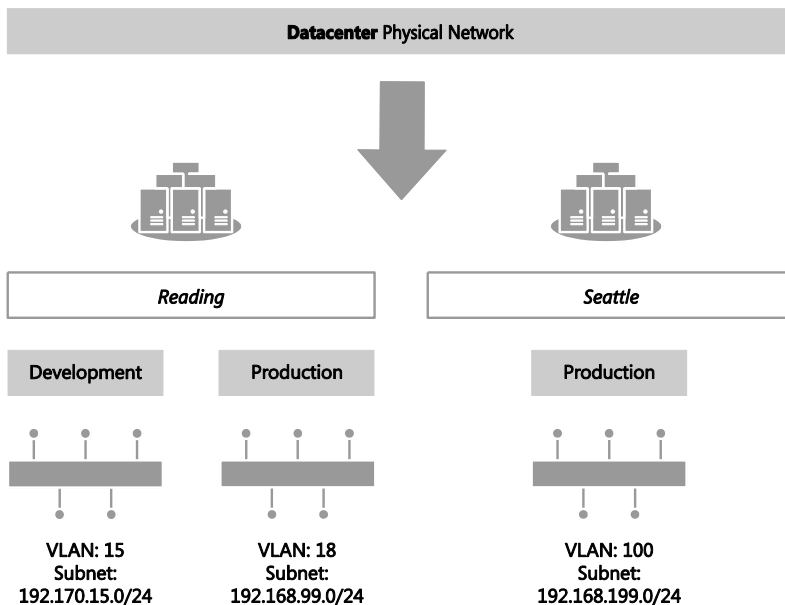 Datacenter Physical Network
Reading
Seattle
Development
Production
Production
VLAN: 15
Subnet:
192.170.15.0/24
VLAN: 18
Subnet:
192.168.99.0/24
VLAN: 100
Subnet:
192.168.199.0/24